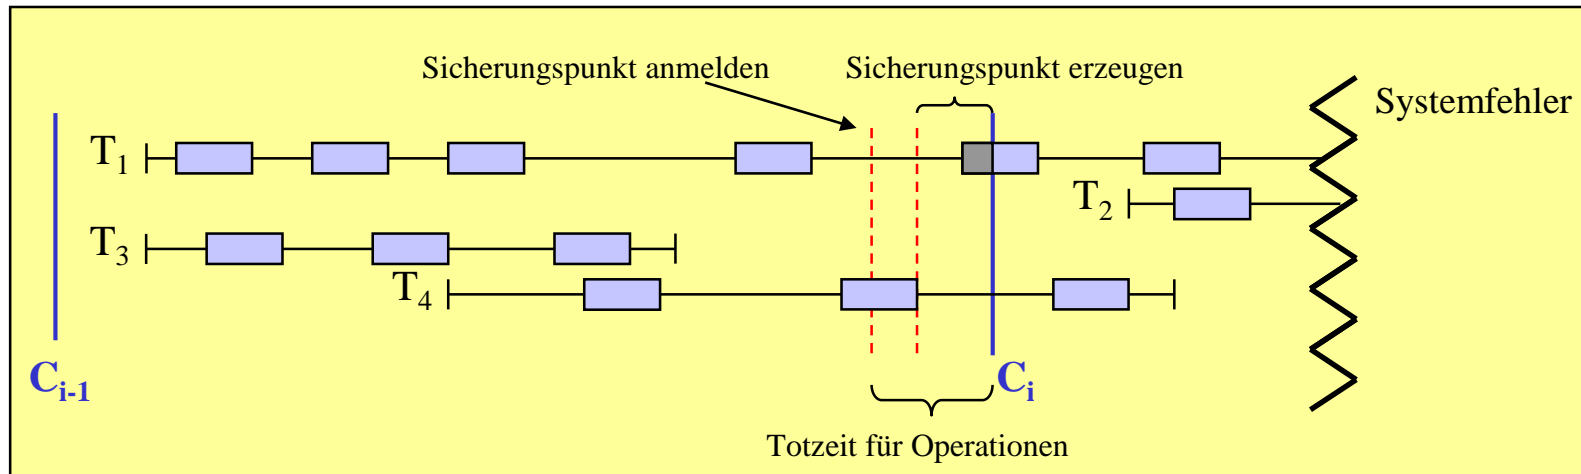 Sicherungspunkt anmelden
Sicherungspunkt erzeugen
Systemfehler
T1
T2
T3
T4
Ci-1
Ci
Totzeit für Operationen